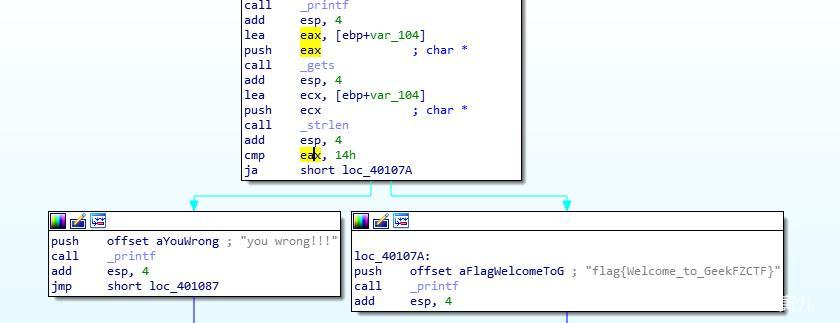 call _printf
add esp, 4
lea eax, [ebp+var_104]
push eax ; char *
call _gets
add esp, 4
lea ecx, [ebp+var_104]
push ecx ; char *
call _strlen
add esp, 4
cmp eax, 14h
ja short loc_40107A
push offset aYouWrong ; "you wrong!!!"
call _printf
add esp, 4
jmp short loc_401087
loc_40107A:
push offset aFlagWelcomeToG ; "flag{Welcome_to_GeekFZCTF}"
call _printf
add esp, 4